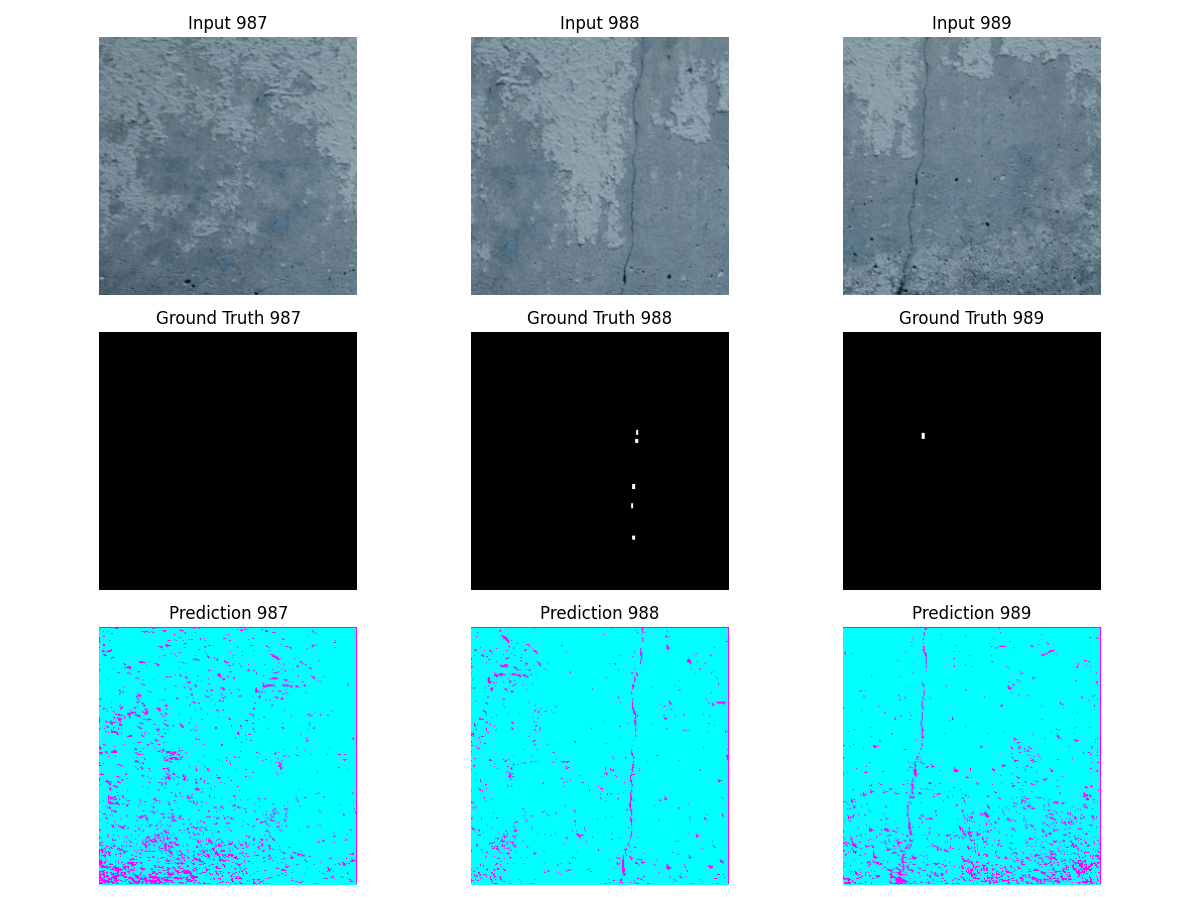 Input 987
Input 988
Input 989
Ground Truth 987
Ground Truth 988
Ground Truth 989
Prediction 987
Prediction 988
Prediction 989